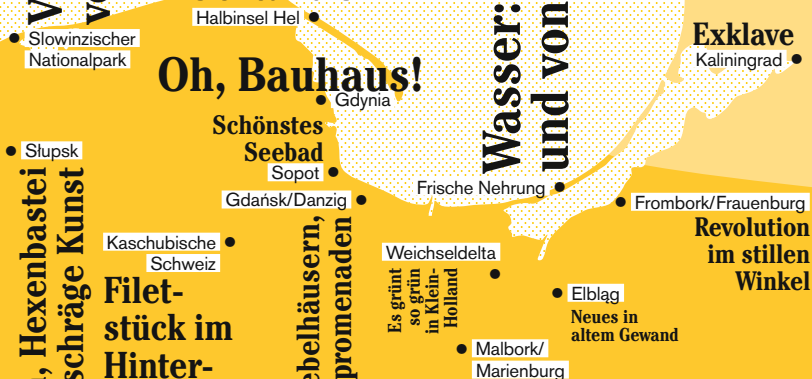 Halbinsel Hel
Slowinzischer
Nationalpark
Oh, Bauhaus!
Gdynia
Wasser:
und von
Exklave
Kaliningrad
Schönstes
Seebad
Sopot
Słupsk
Gdańsk/Danzig
Frische Nehrung
Frombork/Frauenburg
Revolution
im stillen
Winkel
Hexenbastei
schräge Kunst
Kaschubische
Schweiz
Filet-
stück im
Hinter-
ebelhäusern,
promenaden
Weichseldelta
Es grünt
so grün
in Klein-
Holland
Elbląg
Neues in
altem Gewand
Malbork/
Marienburg